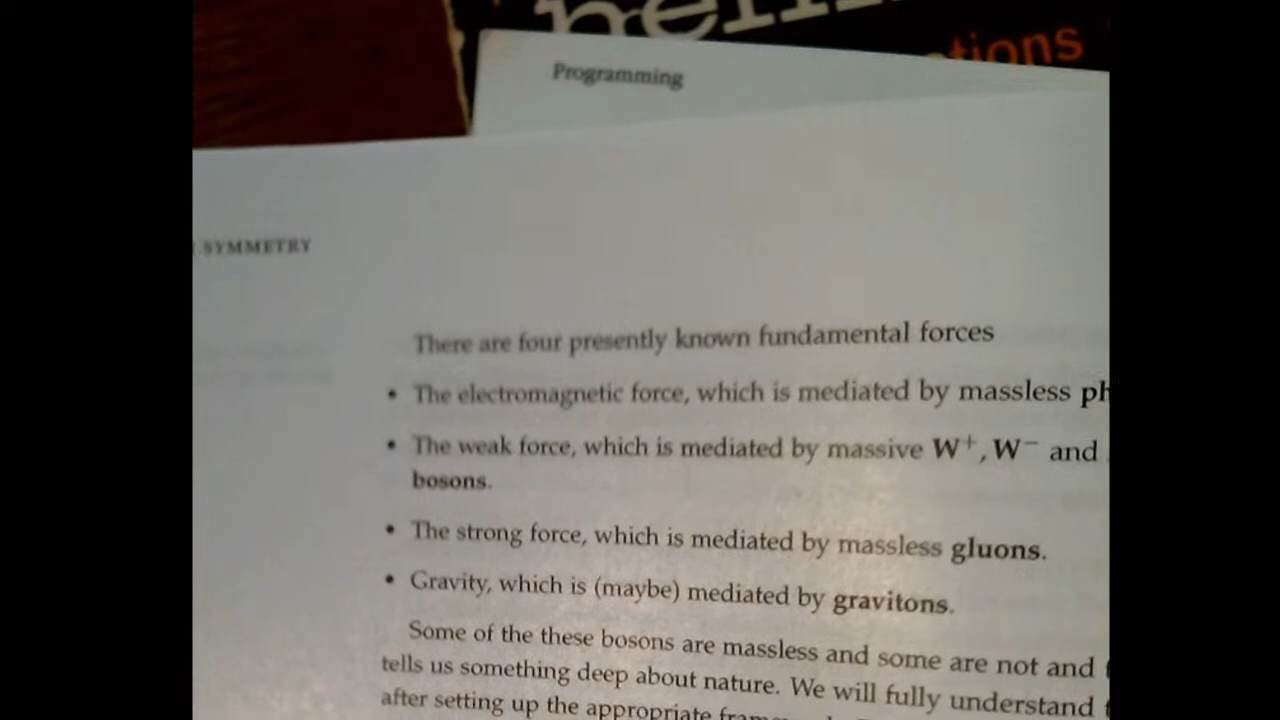 tions
Programming
SYMMETRY
There are four presently known fundamental forces
• The electromagnetic force, which is mediated by massless ph
• The weak force, which is mediated by massive W⁺, W⁻ and
bosons.
• The strong force, which is mediated by massless gluons.
• Gravity, which is (maybe) mediated by gravitons.
Some of the these bosons are massless and some are not and
tells us something deep about nature. We will fully understand
after setting up the appropriate